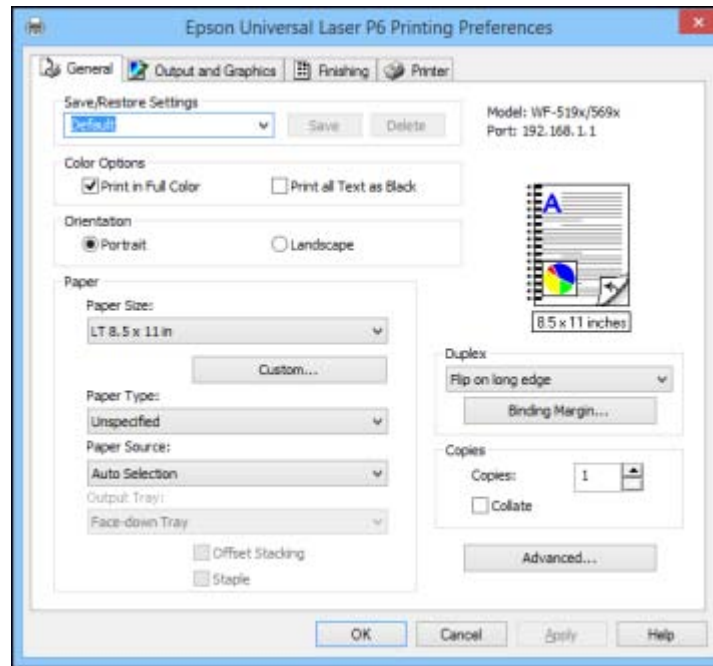 Epson Universal Laser P6 Printing Preferences
General
Output and Graphics
Finishing
Printer
Save/Restore Settings
Default
Save
Delete
Model: WF-519x/569x
Port: 192.168.1.1
Color Options
Print in Full Color
Print all Text as Black
Orientation
Portrait
Landscape
A
8.5 x 11 inches
Paper
Paper Size:
LT 8.5 x 11 in
Custom...
Paper Type:
Unspecified
Paper Source:
Auto Selection
Output Tray:
Face-down Tray
Offset Stacking
Staple
Duplex
Flip on long edge
Binding Margin...
Copies
Copies:
1
Collate
Advanced...
OK
Cancel
Apply
Help